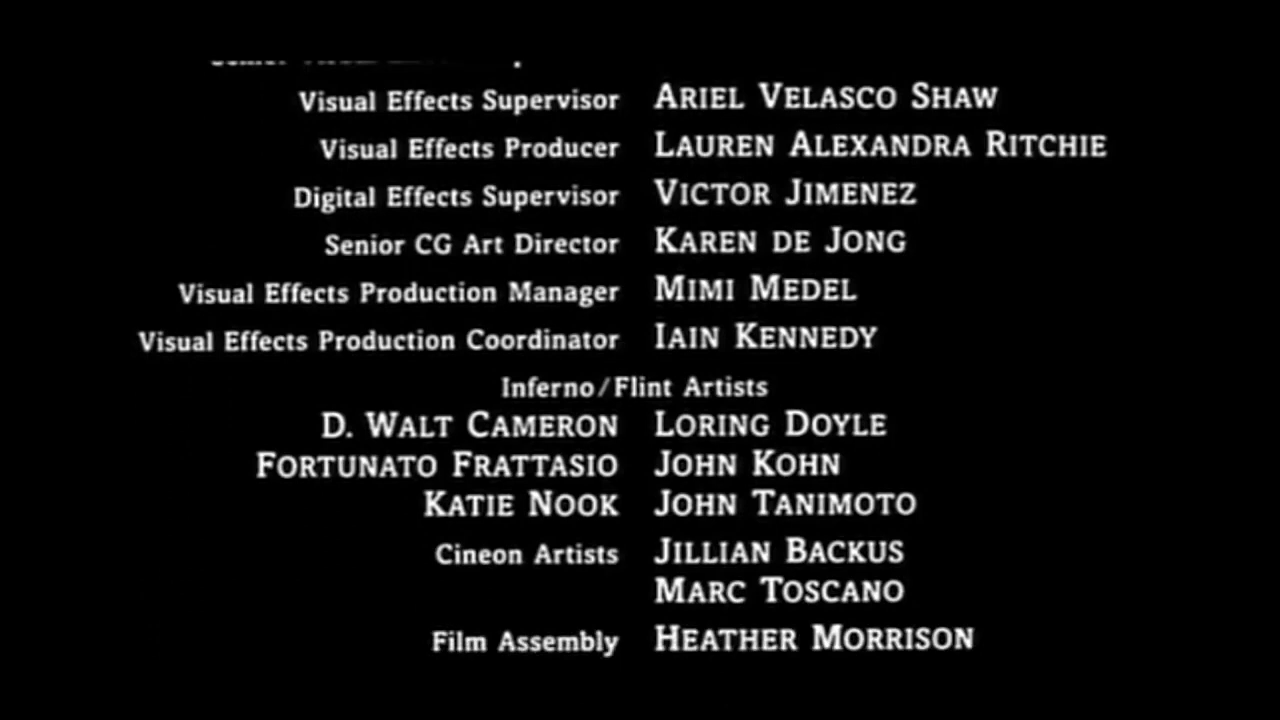 Visual Effects Supervisor ARIEL VELASCO SHAW
Visual Effects Producer LAUREN ALEXANDRA RITCHIE
Digital Effects Supervisor VICTOR JIMENEZ
Senior CG Art Director KAREN DE JONG
Visual Effects Production Manager MIMI MEDEL
Visual Effects Production Coordinator IAIN KENNEDY
Inferno/Flint Artists
D. WALT CAMERON LORING DOYLE
FORTUNATO FRATTASIO JOHN KOHN
KATIE NOOK JOHN TANIMOTO
Cineon Artists JILLIAN BACKUS
MARC TOSCANO
Film Assembly HEATHER MORRISON